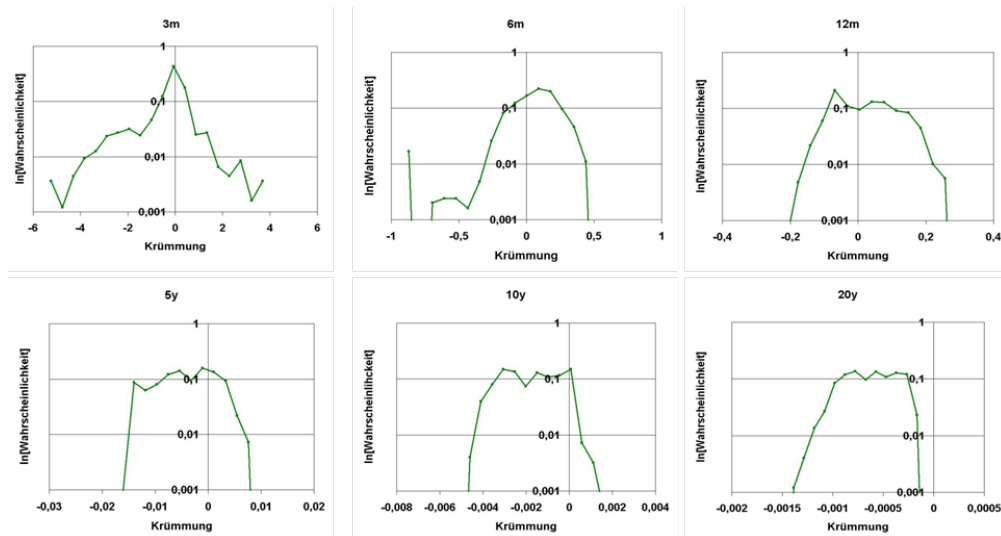 3m
1
0,1
0,01
0,001
-6 -4 -2 0 2 4 6
ln[Wahrscheinlichkeit]
Krümmung
6m
1
0,1
0,01
0,001
-1 -0,5 0 0,5 1
ln[Wahrscheinlichkeit]
Krümmung
12m
1
0,1
0,01
0,001
-0,4 -0,2 0 0,2 0,4
ln[Wahrscheinlichkeit]
Krümmung
5y
1
0,1
0,01
0,001
-0,03 -0,02 -0,01 0 0,01 0,02
ln[Wahrscheinlichkeit]
Krümmung
10y
1
0,1
0,01
0,001
-0,008 -0,006 -0,004 -0,002 0 0,002 0,004
ln[Wahrscheinlihckeit]
Krümmung
20y
1
0,1
0,01
0,001
-0,002 -0,0015 -0,001 -0,0005 0 0,0005
ln[Wahrscheinlichkeit]
Krümmung